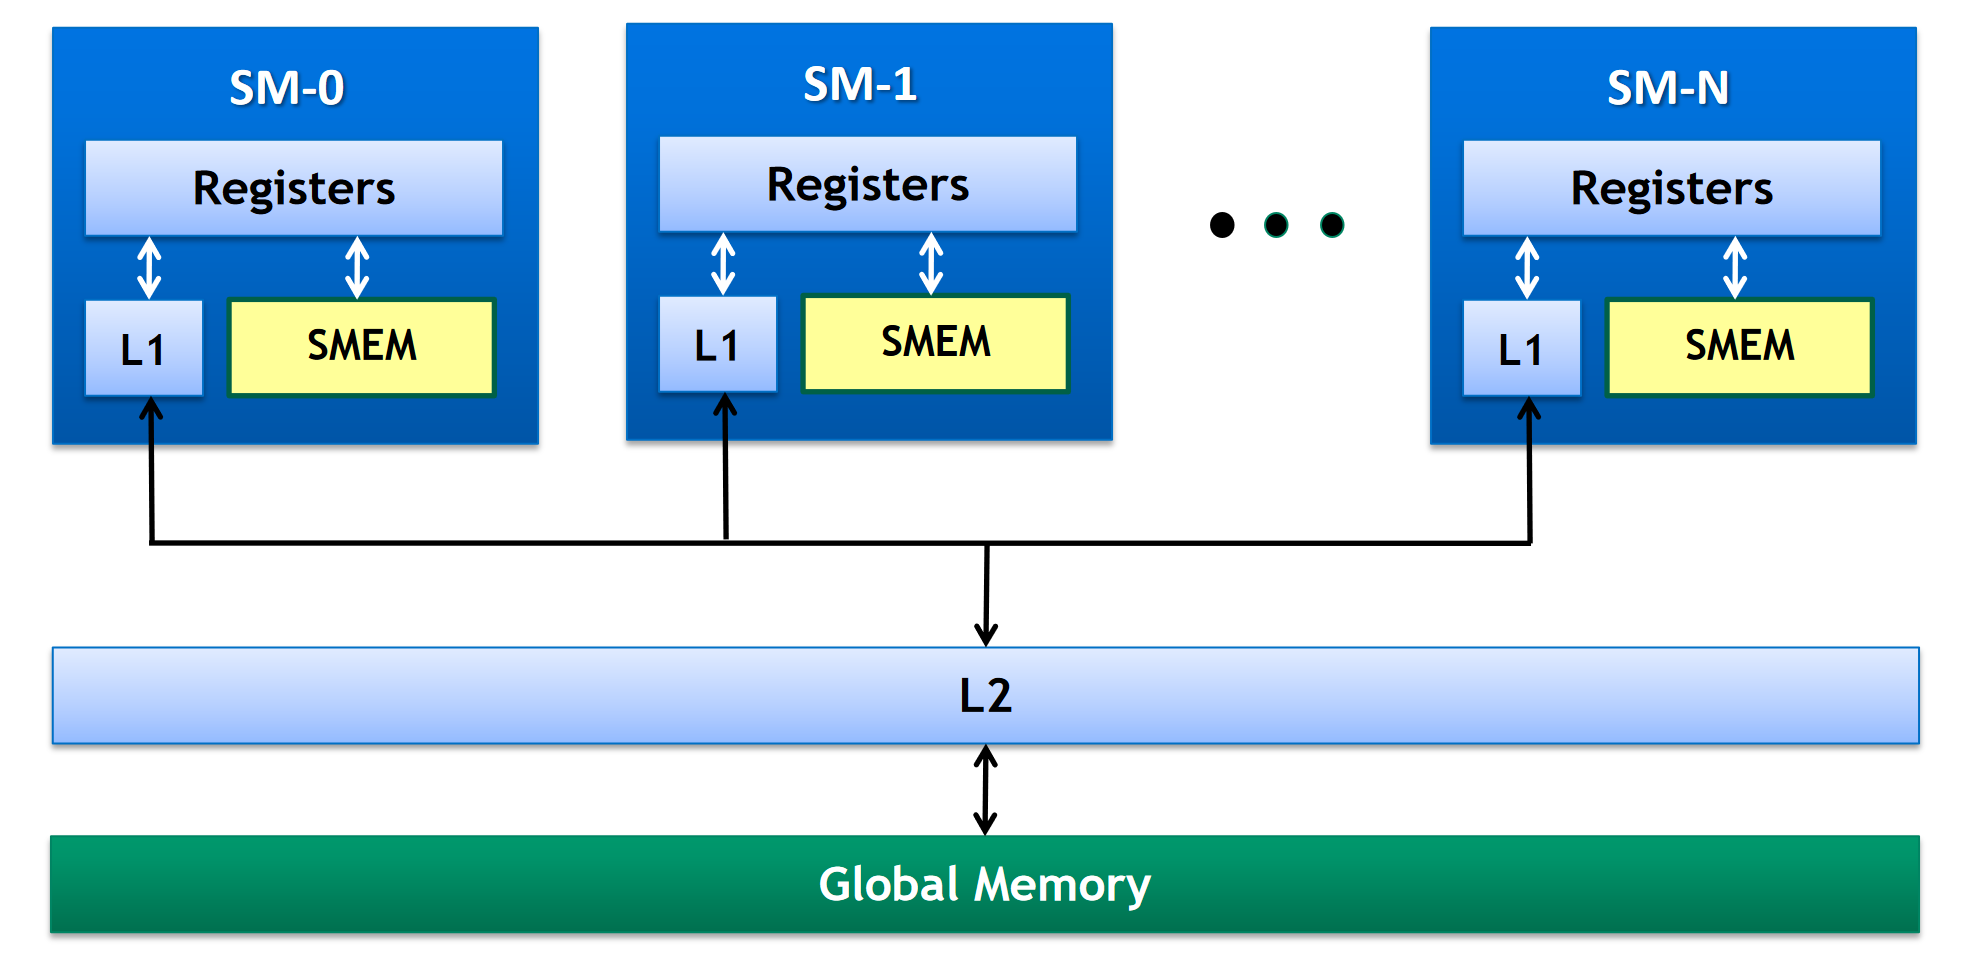 SM-0
Registers
L1
SMEM
SM-1
Registers
L1
SMEM
SM-N
Registers
L1
SMEM
L2
Global Memory